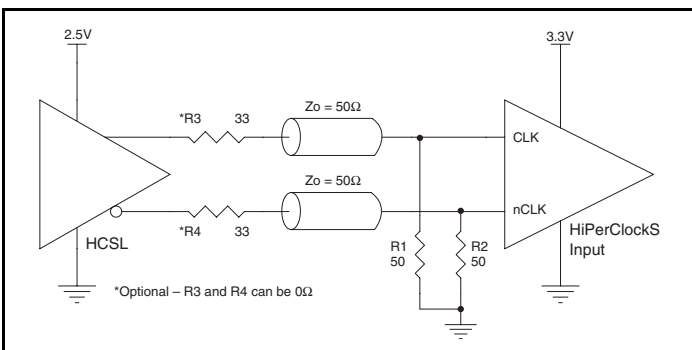 2.5V
3.3V
*R3 33
Zo = 50Ω
CLK
*R4 33
Zo = 50Ω
nCLK
HCSL
R1
50
R2
50
HiPerClockS
Input
*Optional – R3 and R4 can be 0Ω